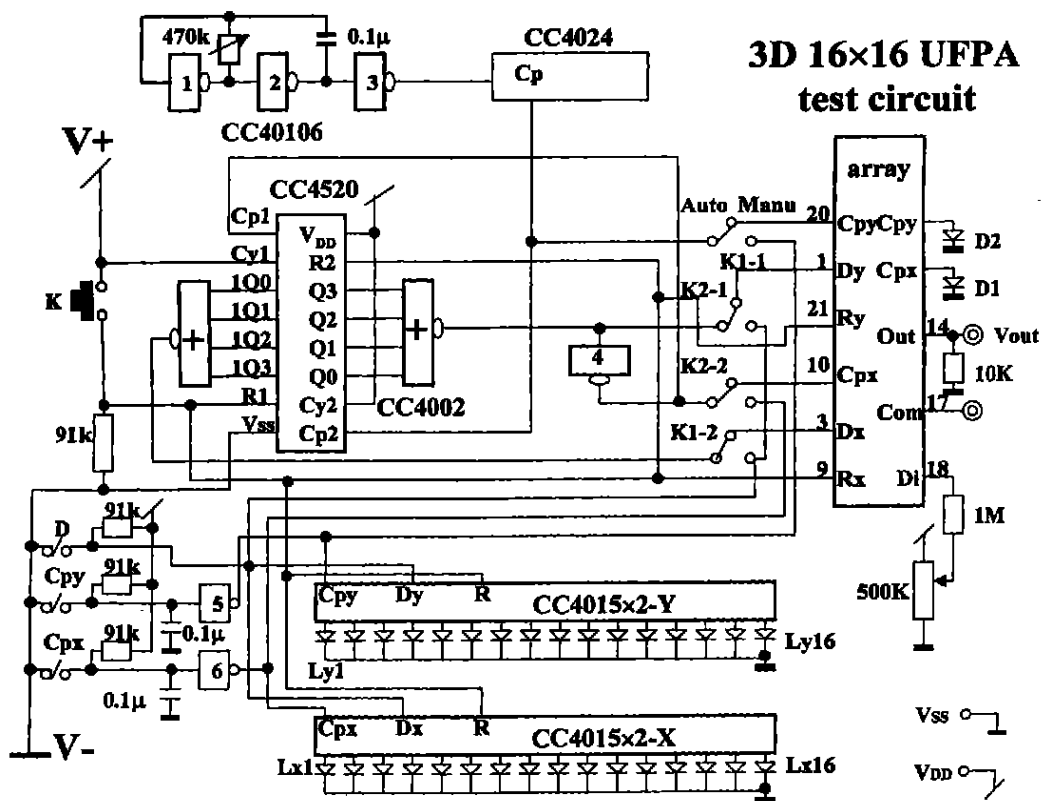 3D 16×16 UFPA
test circuit
470k
0.1μ
1
2
3
CC40106
CC4024
Cp
V+
CC4520
Cp1
Cy1
1Q0
1Q1
1Q2
1Q3
R1
Vss
VDD
R2
Q3
Q2
Q1
Q0
Cy2
Cp2
+
+
CC4002
K
91k
4
Auto Manu
K1-1
K2-1
K2-2
K1-2
array
20
Cpy
Cpy
D2
1
Dy
Cpx
D1
21
Ry
Out
14
Vout
10K
10
Cpx
Com
17
3
Dx
9
Rx
Di
18
1M
500K
D
91k
Cpy
91k
5
0.1μ
Cpx
91k
6
0.1μ
V-
Cpy
Dy
R
CC4015×2-Y
Ly1
Ly16
Cpx
Dx
R
CC4015×2-X
Lx1
Lx16
Vss
VDD